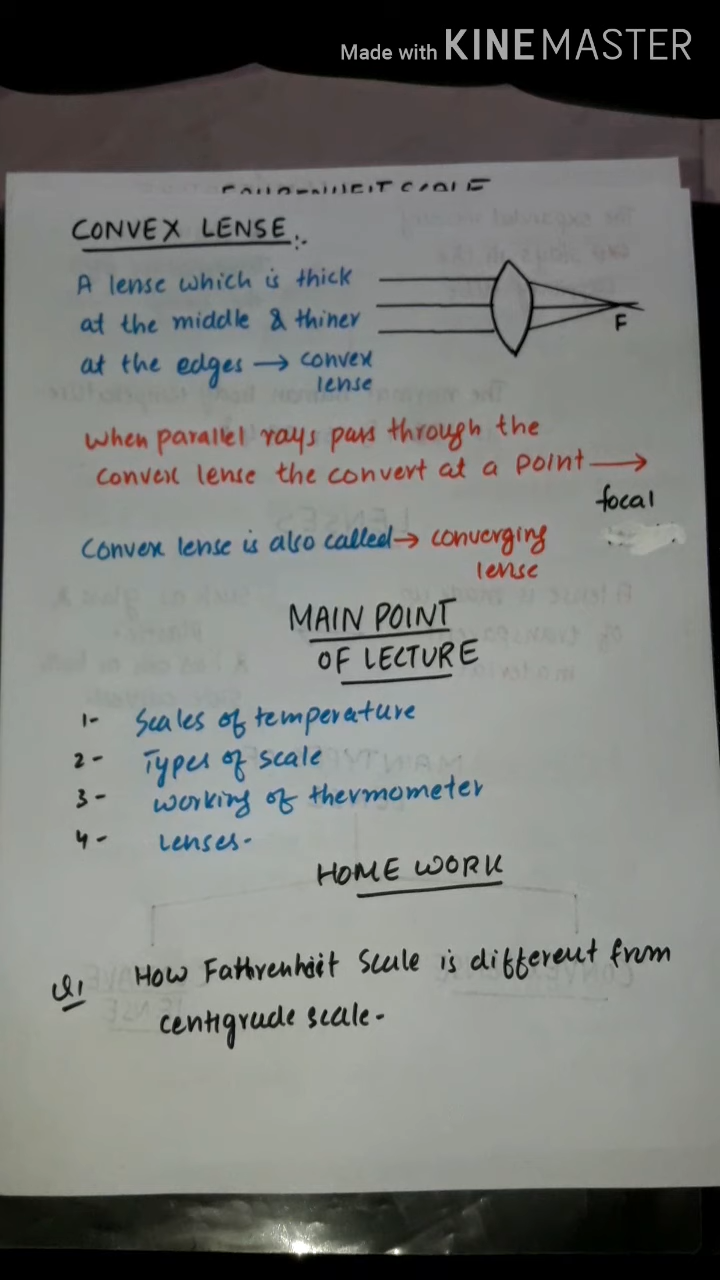 Made with KINEMASTER
CONVEX LENSE:.
A lense which is thick
at the middle & thiner
at the edges → convex
lense
F
when parallel rays pass through the
convex lense the convert at a point →
focal
Convex lense is also called → converging
lense
MAIN POINT
OF LECTURE
1- Scales of temperature
2- Types of scale
3- working of thermometer
4- lenses-
HOME WORK
Q1 How Fathrenheit Scale is different from
centigrade scale-